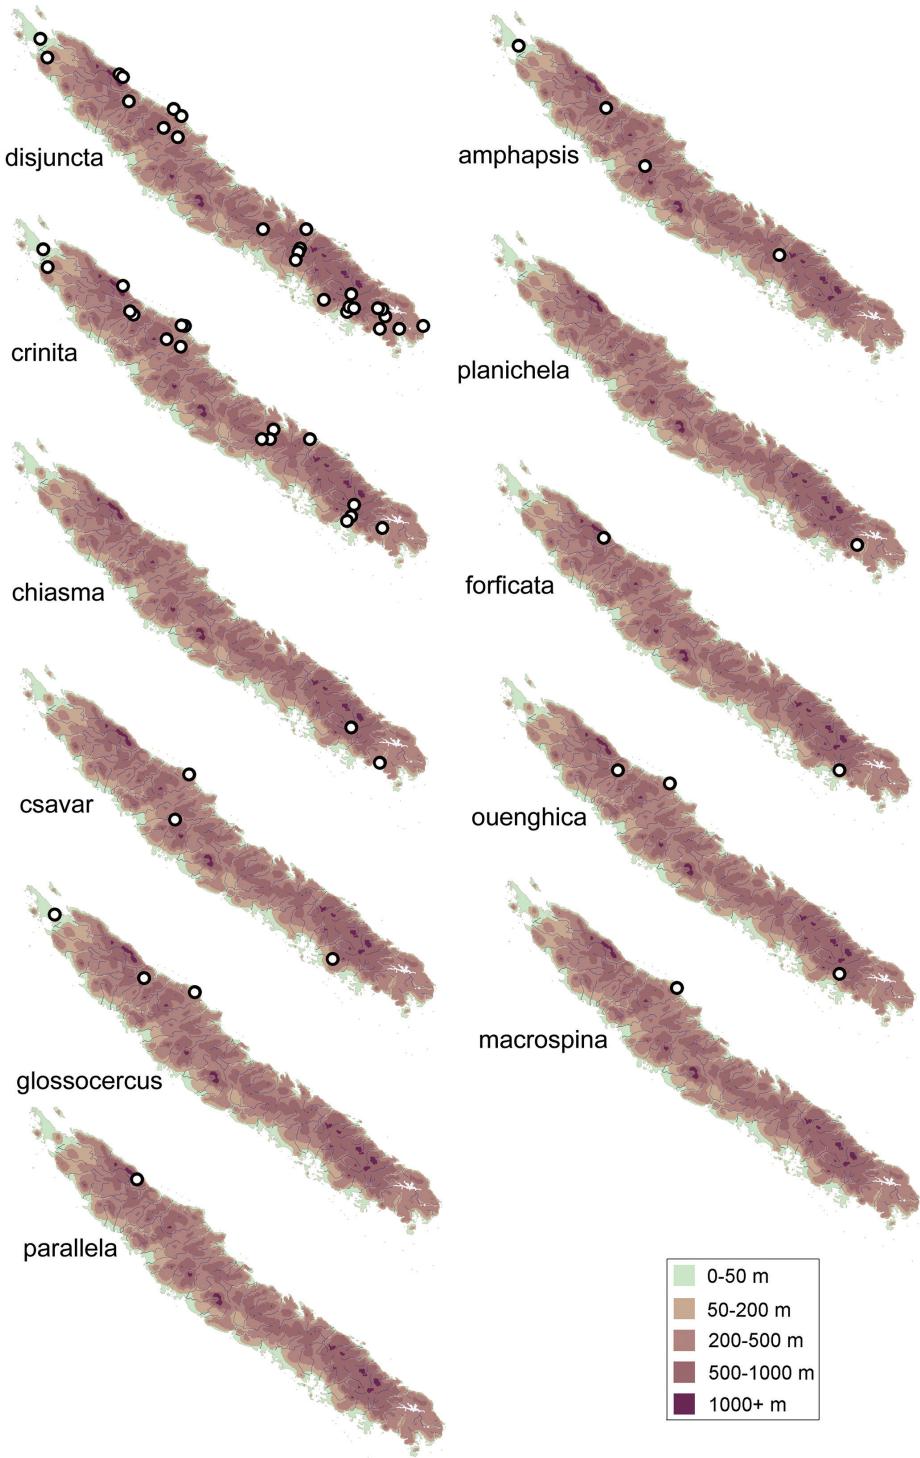 disjuncta
amphapsis
crinita
planichela
chiasma
forficata
csavar
ouenghica
glossocercus
macrospina
parallela
0-50 m
50-200 m
200-500 m
500-1000 m
1000+ m